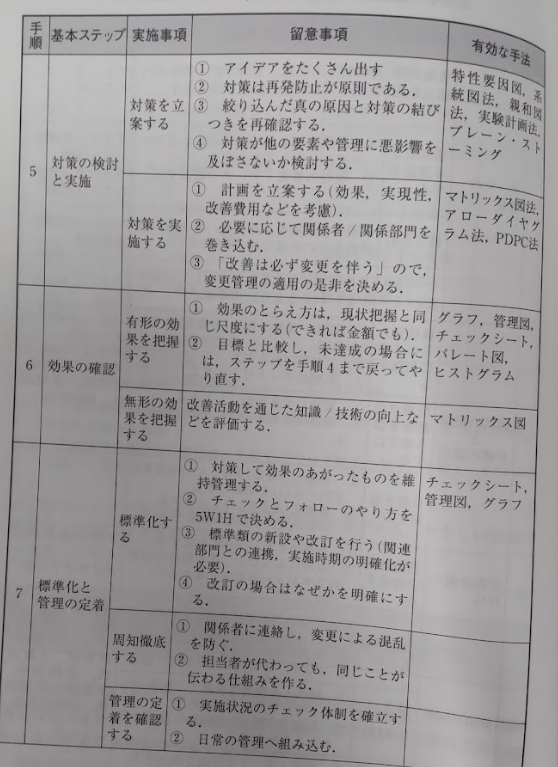 手順 基本ステップ 実施事項 留意事項 有効な手法
5
対策の検討
と実施
対策を立
案する
① アイデアをたくさん出す
② 対策は再発防止が原則である.
③ 絞り込んだ真の原因と対策の結び
つきを再確認する.
④ 対策が他の要素や管理に悪影響を
及ぼさないか検討する.
特性要因図, 系
統図法, 親和図
法, 実験計画法,
ブレーン・スト
ーミング
対策を実
施する
① 計画を立案する(効果, 実現性,
改善費用などを考慮).
② 必要に応じて関係者/関係部門を
巻き込む.
③ 「改善は必ず変更を伴う」ので,
変更管理の適用の是非を決める.
マトリックス図法,
アローダイヤグ
ラム法, PDPC法
6
効果の確認
有形の効
果を把握
する
① 効果のとらえ方は, 現状把握と同
じ尺度にする(できれば金額でも).
② 目標と比較し, 未達成の場合に
は, ステップを手順4まで戻ってや
り直す.
グラフ, 管理図,
チェックシート,
パレート図,
ヒストグラム
無形の効
果を把握
する
改善活動を通じた知識/技術の向上な
どを評価する.
マトリックス図
7
標準化と
管理の定着
標準化す
る
① 対策して効果のあがったものを維
持管理する.
② チェックとフォローのやり方を
5W1Hで決める.
③ 標準類の新設や改訂を行う(関連
部門との連携, 実施時期の明確化が
必要).
④ 改訂の場合はなぜかを明確にす
る.
チェックシート,
管理図, グラフ
周知徹底
する
① 関係者に連絡し, 変更による混乱
を防ぐ.
② 担当者が代わっても, 同じことが
伝わる仕組みを作る.
管理の定
着を確認
する
① 実施状況のチェック体制を確立す
る.
② 日常の管理へ組み込む.